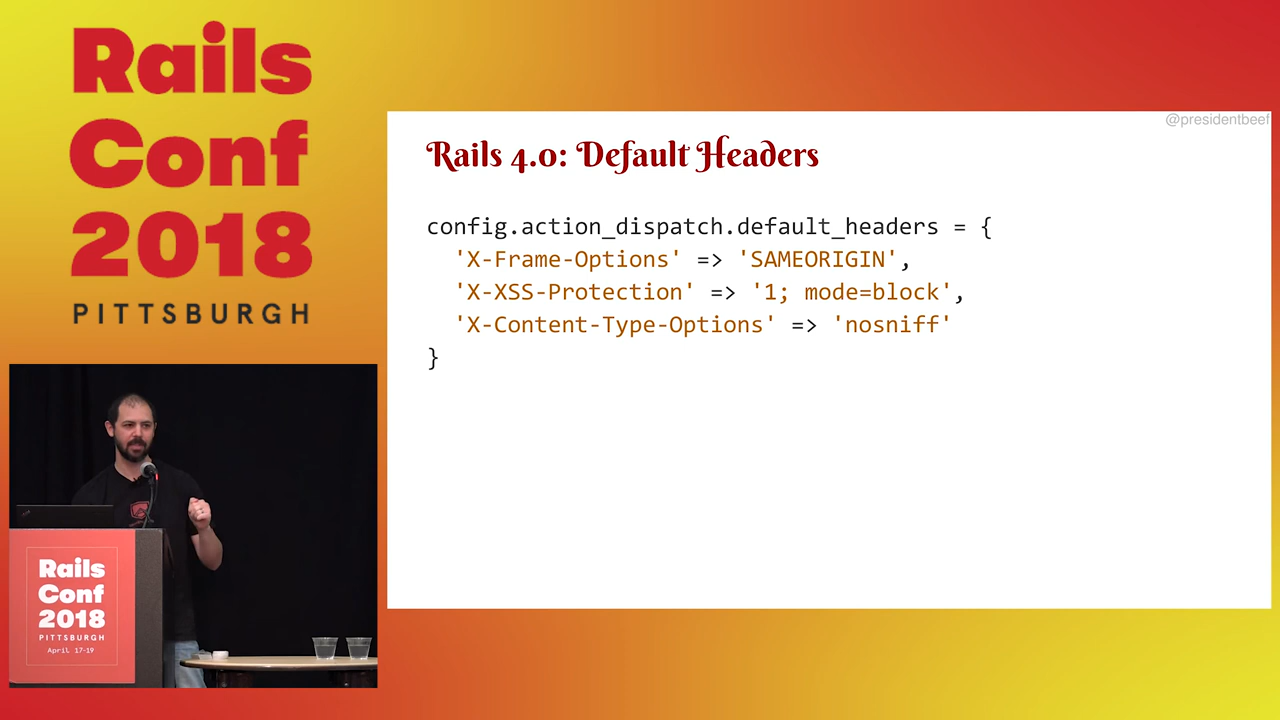 Rails
Conf
2018
PITTSBURGH
@presidentbeef
Rails 4.0: Default Headers
config.action_dispatch.default_headers = {
'X-Frame-Options' => 'SAMEORIGIN',
'X-XSS-Protection' => '1; mode=block',
'X-Content-Type-Options' => 'nosniff'
}
Rails
Conf
2018
PITTSBURGH
April 17-19